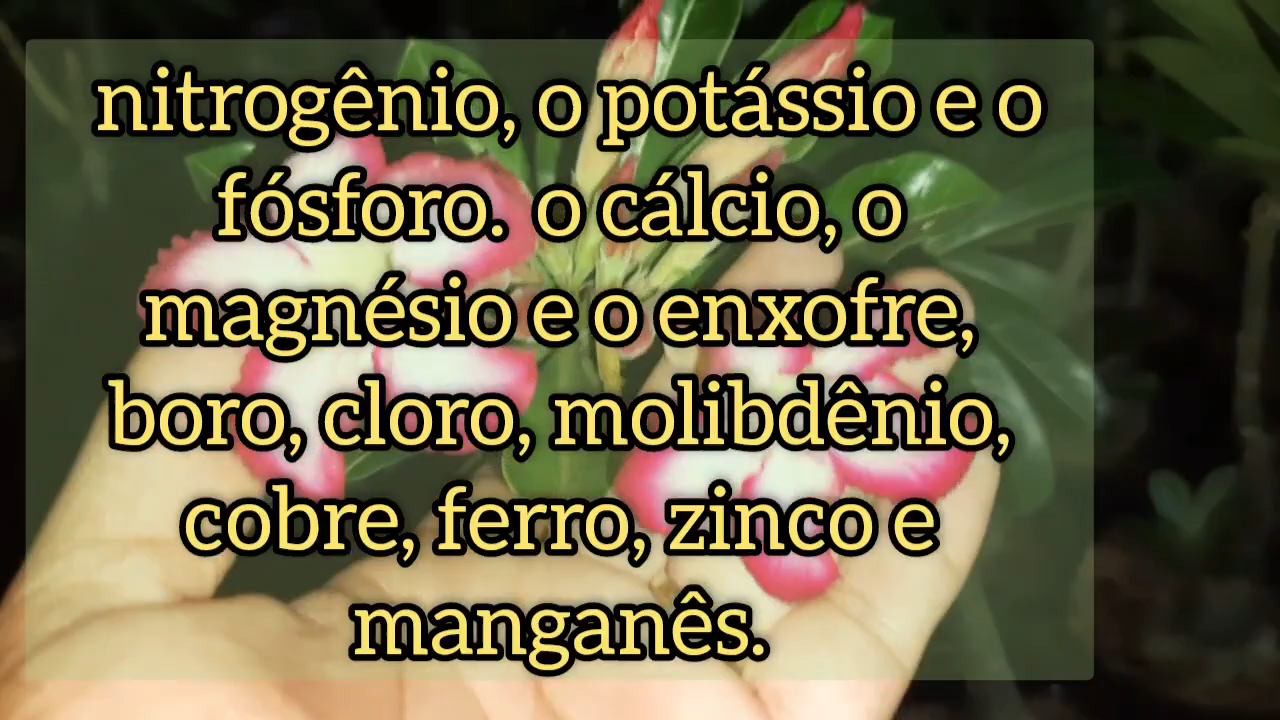 nitrogênio, o potássio e o
fósforo. o cálcio, o
magnésio e o enxofre,
boro, cloro, molibdênio,
cobre, ferro, zinco e
manganês.